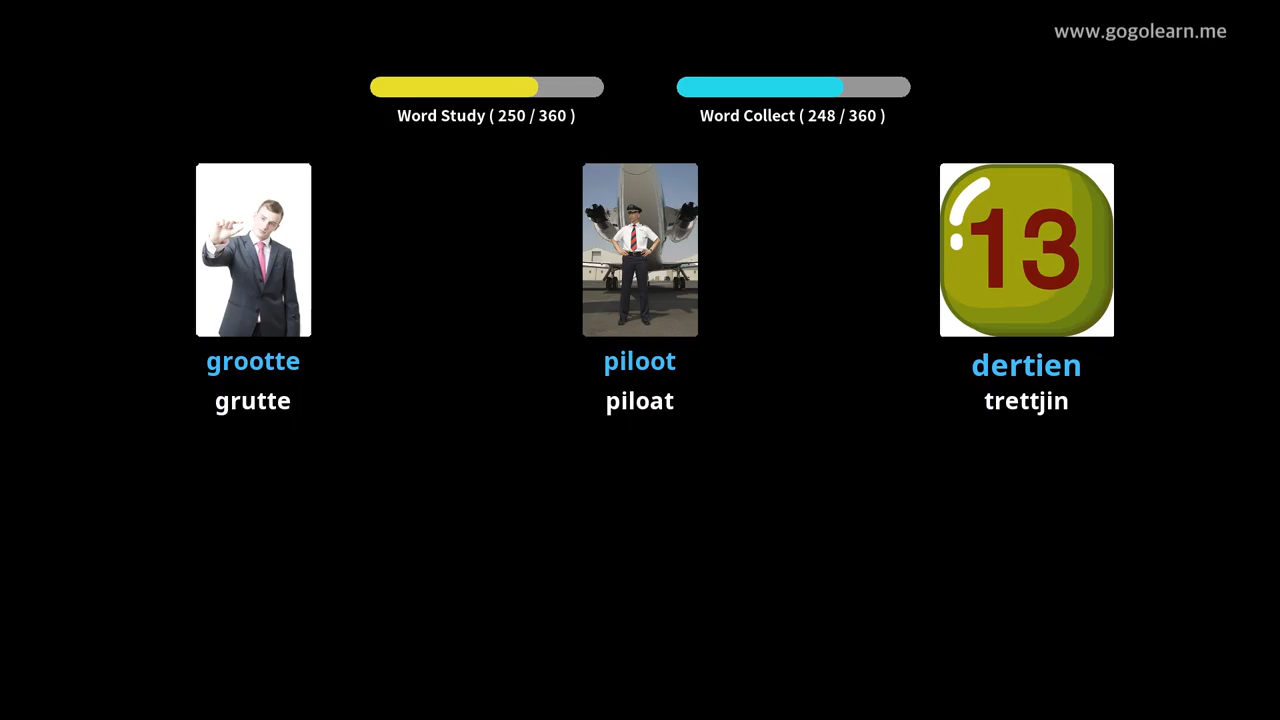 www.gogolearn.me
Word Study ( 250 / 360 )
Word Collect ( 248 / 360 )
13
grootte
piloot
dertien
grutte
piloat
trettjin